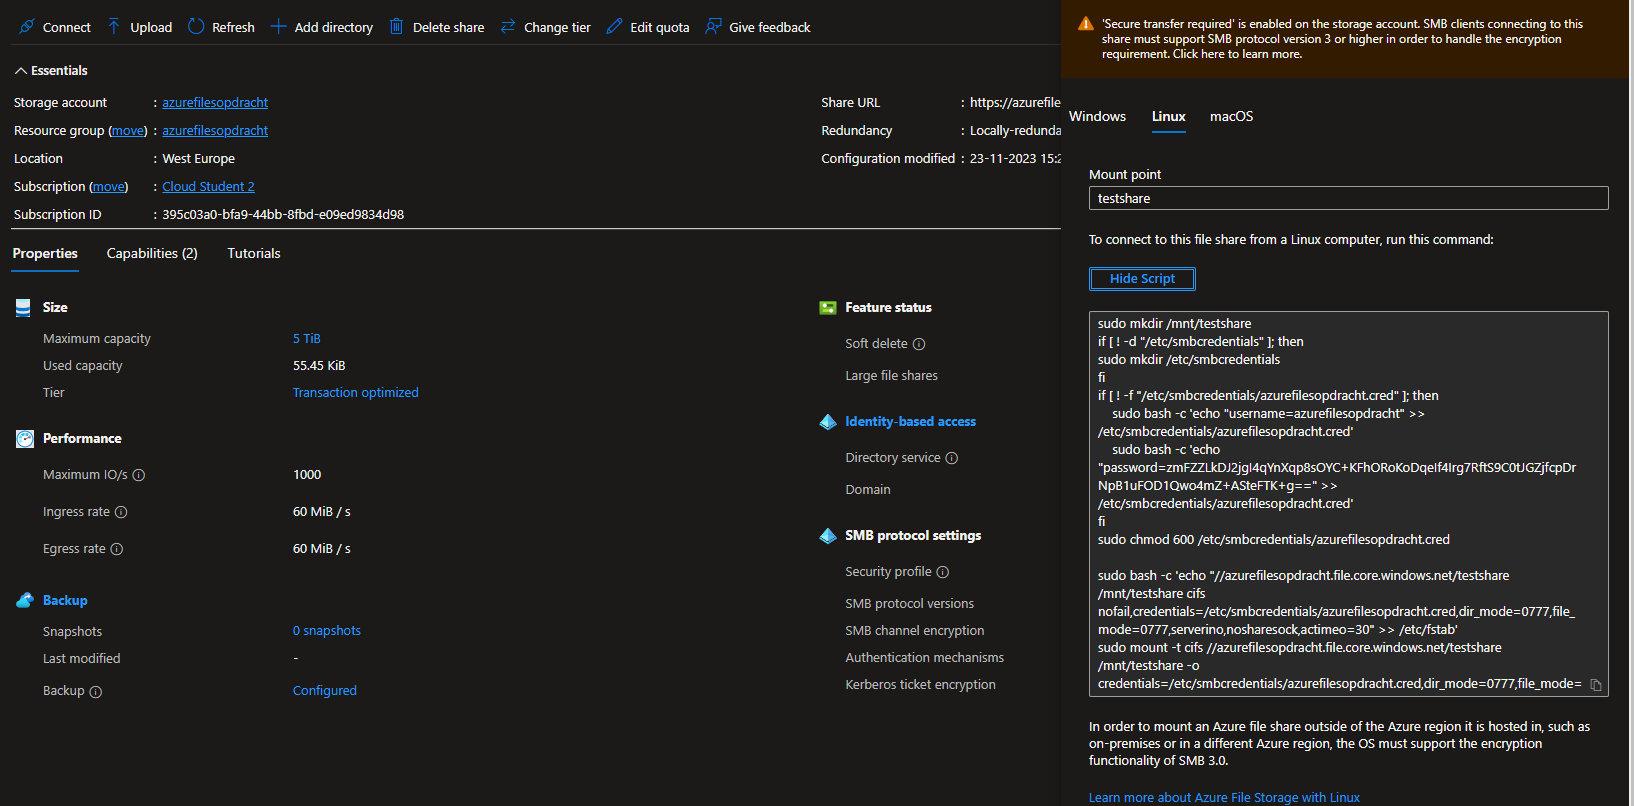 Connect Upload Refresh Add directory Delete share Change tier Edit quota Give feedback
Essentials
Storage account : azurefilesopdracht
Resource group (move) : azurefilesopdracht
Location : West Europe
Subscription (move) : Cloud Student 2
Subscription ID : 395c03a0-bfa9-44bb-8fbd-e09ed9834d98
Share URL : https://azurefile
Redundancy : Locally-redunda
Configuration modified : 23-11-2023 15:2
Properties Capabilities (2) Tutorials
Size
Maximum capacity 5 TiB
Used capacity 55.45 KiB
Tier Transaction optimized
Performance
Maximum IO/s 1000
Ingress rate 60 MiB / s
Egress rate 60 MiB / s
Backup
Snapshots 0 snapshots
Last modified -
Backup Configured
Feature status
Soft delete
Large file shares
Identity-based access
Directory service
Domain
SMB protocol settings
Security profile
SMB protocol versions
SMB channel encryption
Authentication mechanisms
Kerberos ticket encryption
'Secure transfer required' is enabled on the storage account. SMB clients connecting to this
share must support SMB protocol version 3 or higher in order to handle the encryption
requirement. Click here to learn more.
Windows Linux macOS
Mount point
testshare
To connect to this file share from a Linux computer, run this command:
Hide Script
sudo mkdir /mnt/testshare
if [ ! -d "/etc/smbcredentials" ]; then
sudo mkdir /etc/smbcredentials
fi
if [ ! -f "/etc/smbcredentials/azurefilesopdracht.cred" ]; then
sudo bash -c 'echo "username=azurefilesopdracht" >>
/etc/smbcredentials/azurefilesopdracht.cred'
sudo bash -c 'echo
"password=zmFZZLkDJ2jgI4qYnXqp8sOYC+KFhORoKoDqeIf4Irg7RftS9C0tJGZjfcpDr
NpB1uFOD1Qwo4mZ+ASteFTK+g==" >>
/etc/smbcredentials/azurefilesopdracht.cred'
fi
sudo chmod 600 /etc/smbcredentials/azurefilesopdracht.cred
sudo bash -c 'echo "//azurefilesopdracht.file.core.windows.net/testshare
/mnt/testshare cifs
nofail,credentials=/etc/smbcredentials/azurefilesopdracht.cred,dir_mode=0777,file_
mode=0777,serverino,nosharesock,actimeo=30" >> /etc/fstab'
sudo mount -t cifs //azurefilesopdracht.file.core.windows.net/testshare
/mnt/testshare -o
credentials=/etc/smbcredentials/azurefilesopdracht.cred,dir_mode=0777,file_mode=
In order to mount an Azure file share outside of the Azure region it is hosted in, such as
on-premises or in a different Azure region, the OS must support the encryption
functionality of SMB 3.0.
Learn more about Azure File Storage with Linux